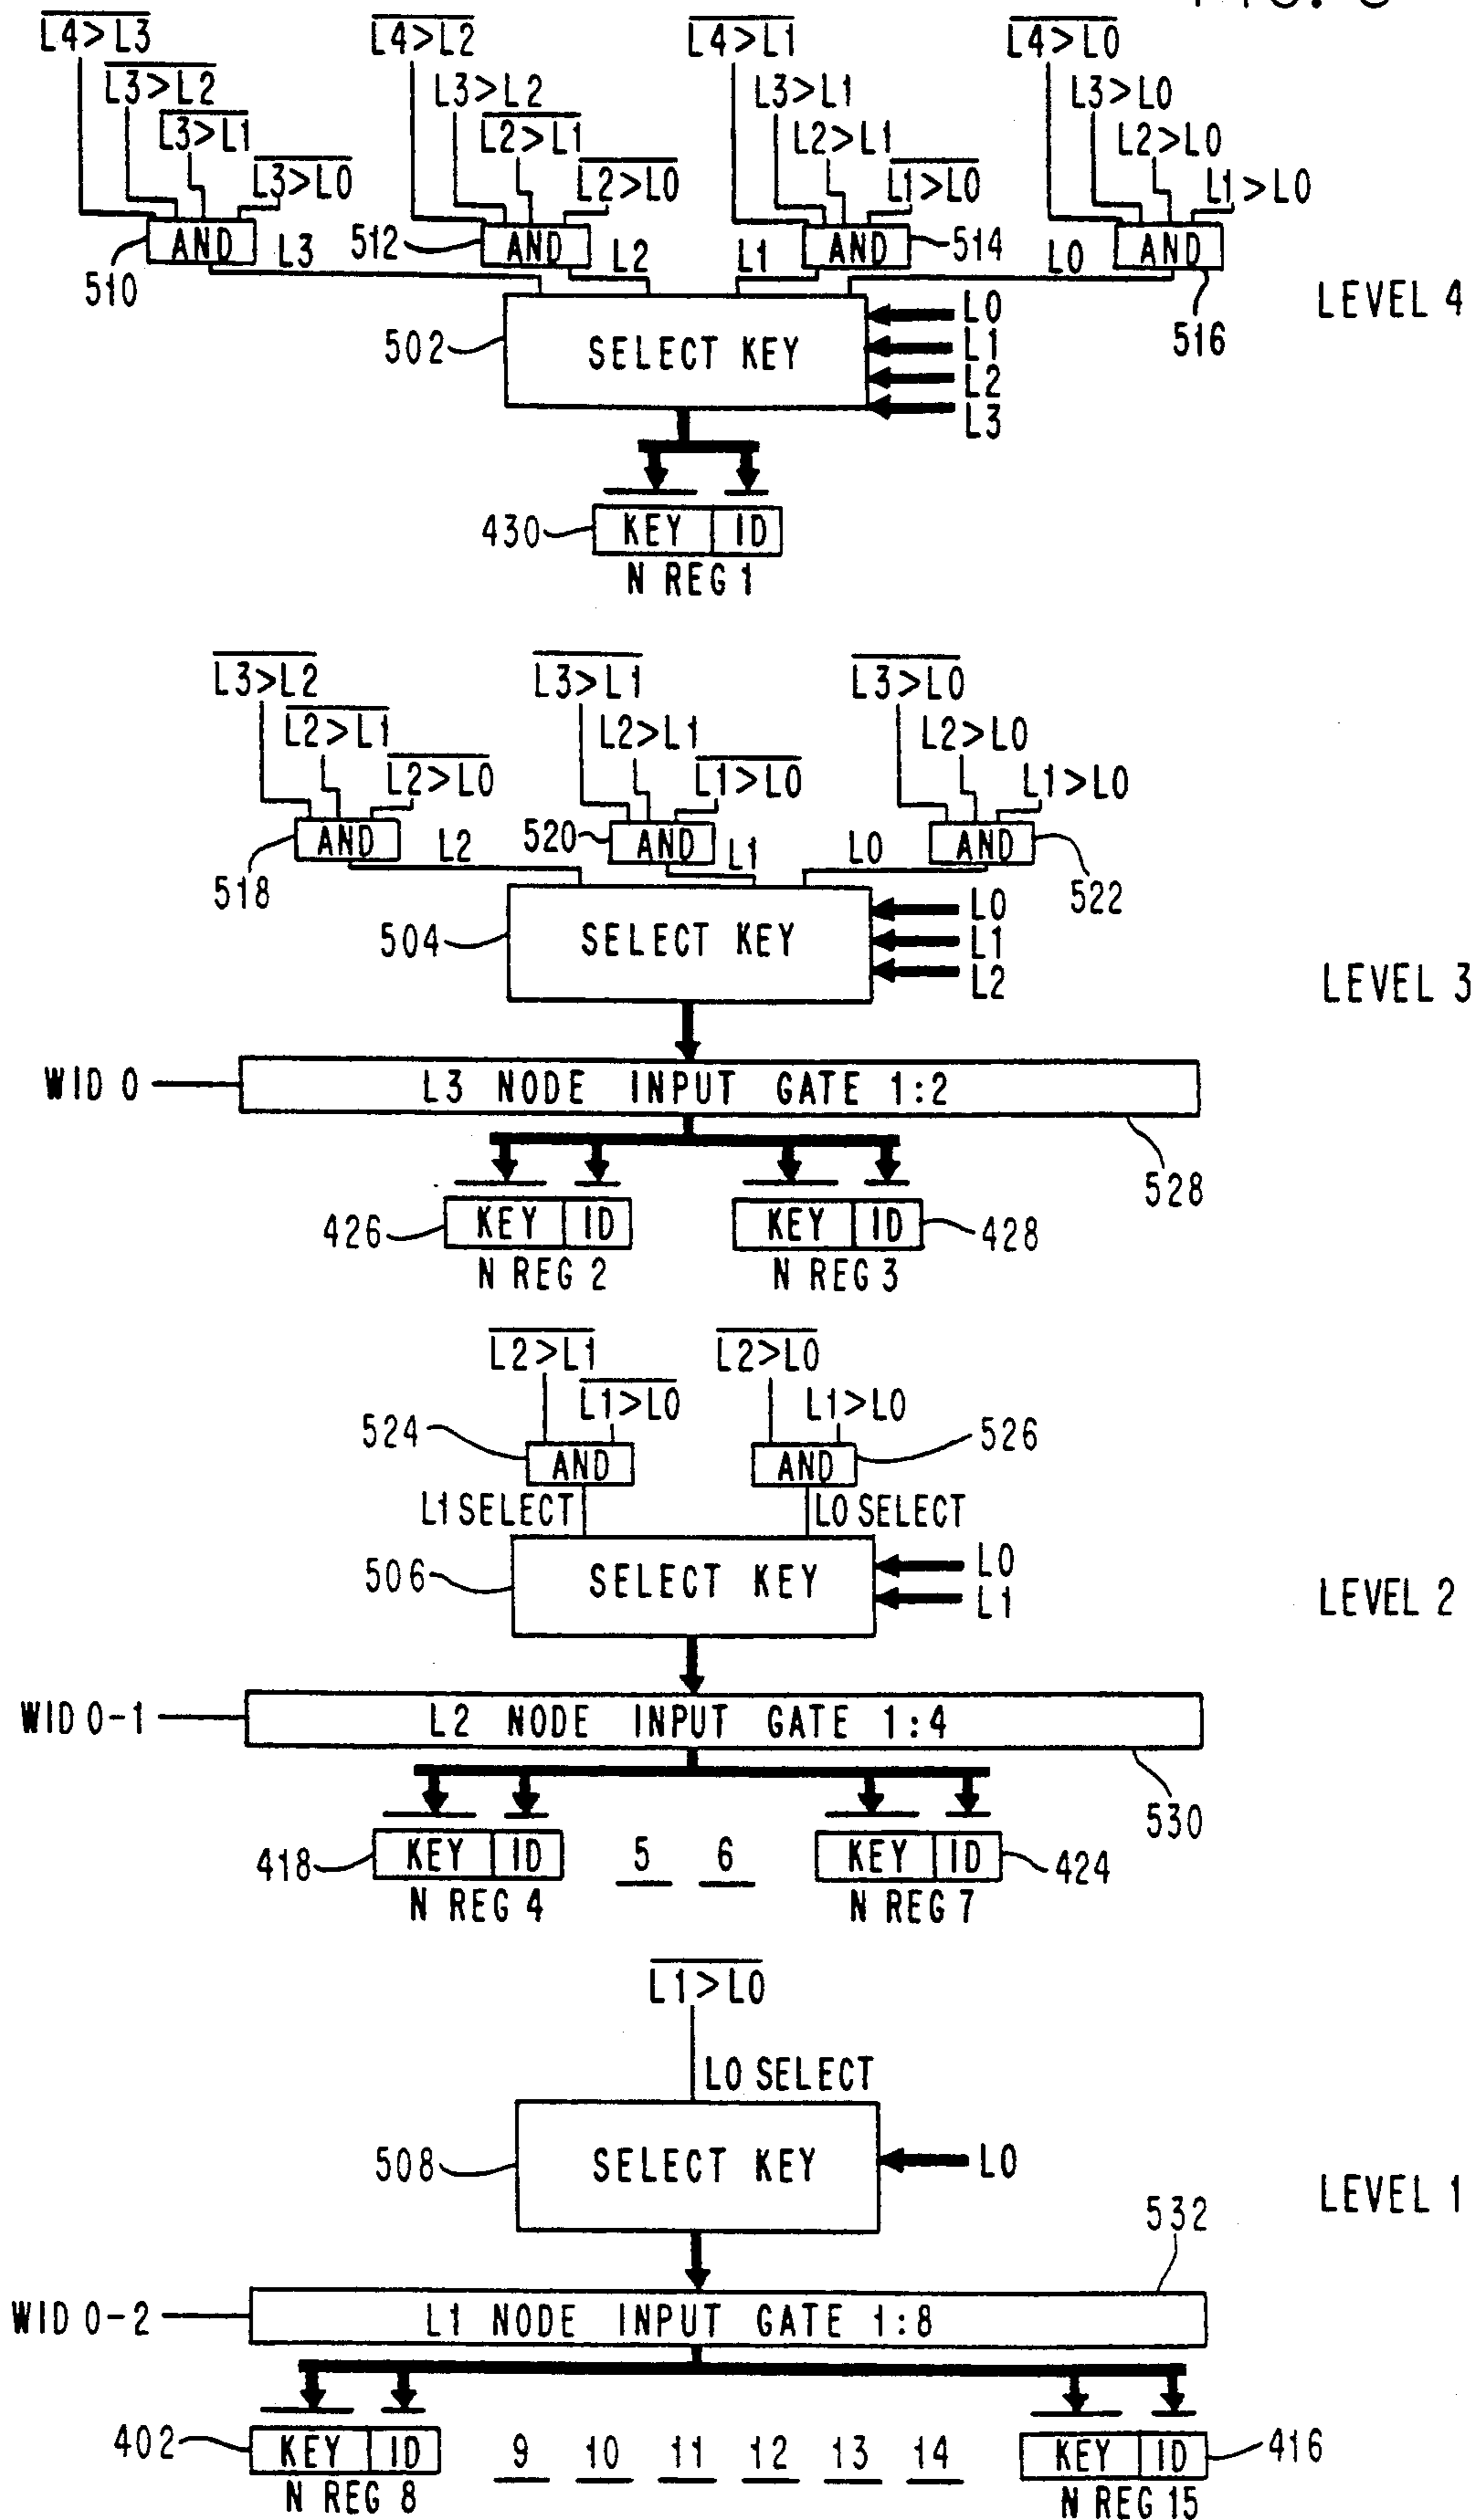 L4>L3 L4>L2 L4>L1 L4>L0
L3>L2 L3>L2 L3>L1 L3>L0
L3>L1 L2>L1 L2>L1 L2>L0
L3>L0 L2>L0 L1>L0 L1>L0
AND L3 512 AND L2 L1 AND 514 L0 AND
510 516
LEVEL 4
502 SELECT KEY L0
L1
L2
L3
430 KEY ID
N REG 1
L3>L2 L3>L1 L3>L0
L2>L1 L2>L1 L2>L0
L2>L0 L1>L0 L1>L0
AND L2 520 AND L1 L0 AND
518 522
504 SELECT KEY L0
L1
L2
LEVEL 3
WID 0 L3 NODE INPUT GATE 1:2
528
426 KEY ID KEY ID 428
N REG 2 N REG 3
L2>L1 L2>L0
L1>L0 L1>L0
524 AND AND 526
L1 SELECT L0 SELECT
506 SELECT KEY L0
L1
LEVEL 2
WID 0-1 L2 NODE INPUT GATE 1:4
530
418 KEY ID 5 6 KEY ID 424
N REG 4 N REG 7
L1>L0
L0 SELECT
508 SELECT KEY L0
LEVEL 1
532
WID 0-2 L1 NODE INPUT GATE 1:8
402 KEY ID 9 10 11 12 13 14 KEY ID 416
N REG 8 N REG 15